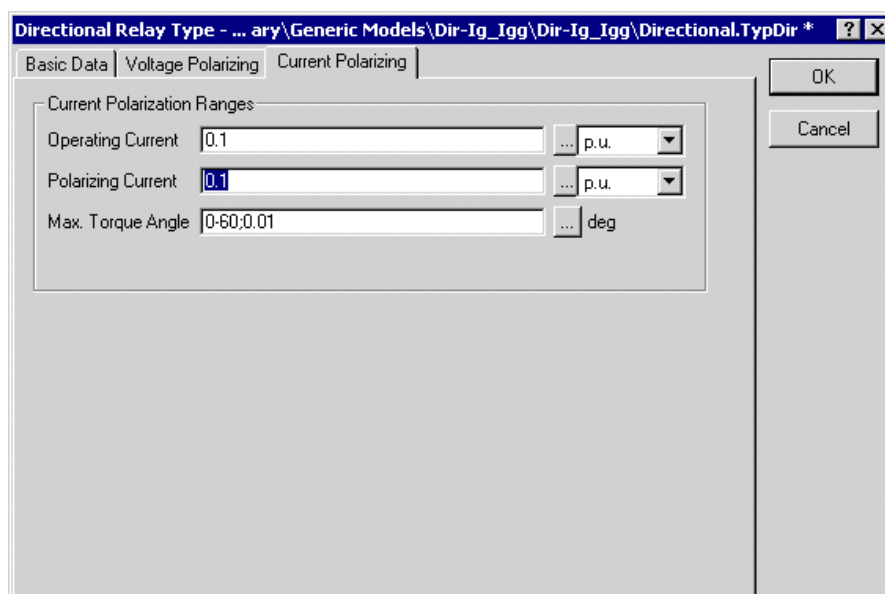 Directional Relay Type - ... ary\Generic Models\Dir-Ig_Igg\Dir-Ig_Igg\Directional.TypDir *
Basic Data Voltage Polarizing Current Polarizing
OK
Cancel
Current Polarization Ranges
Operating Current 0.1 ... p.u.
Polarizing Current 0.1 ... p.u.
Max. Torque Angle 0-60;0.01 ... deg